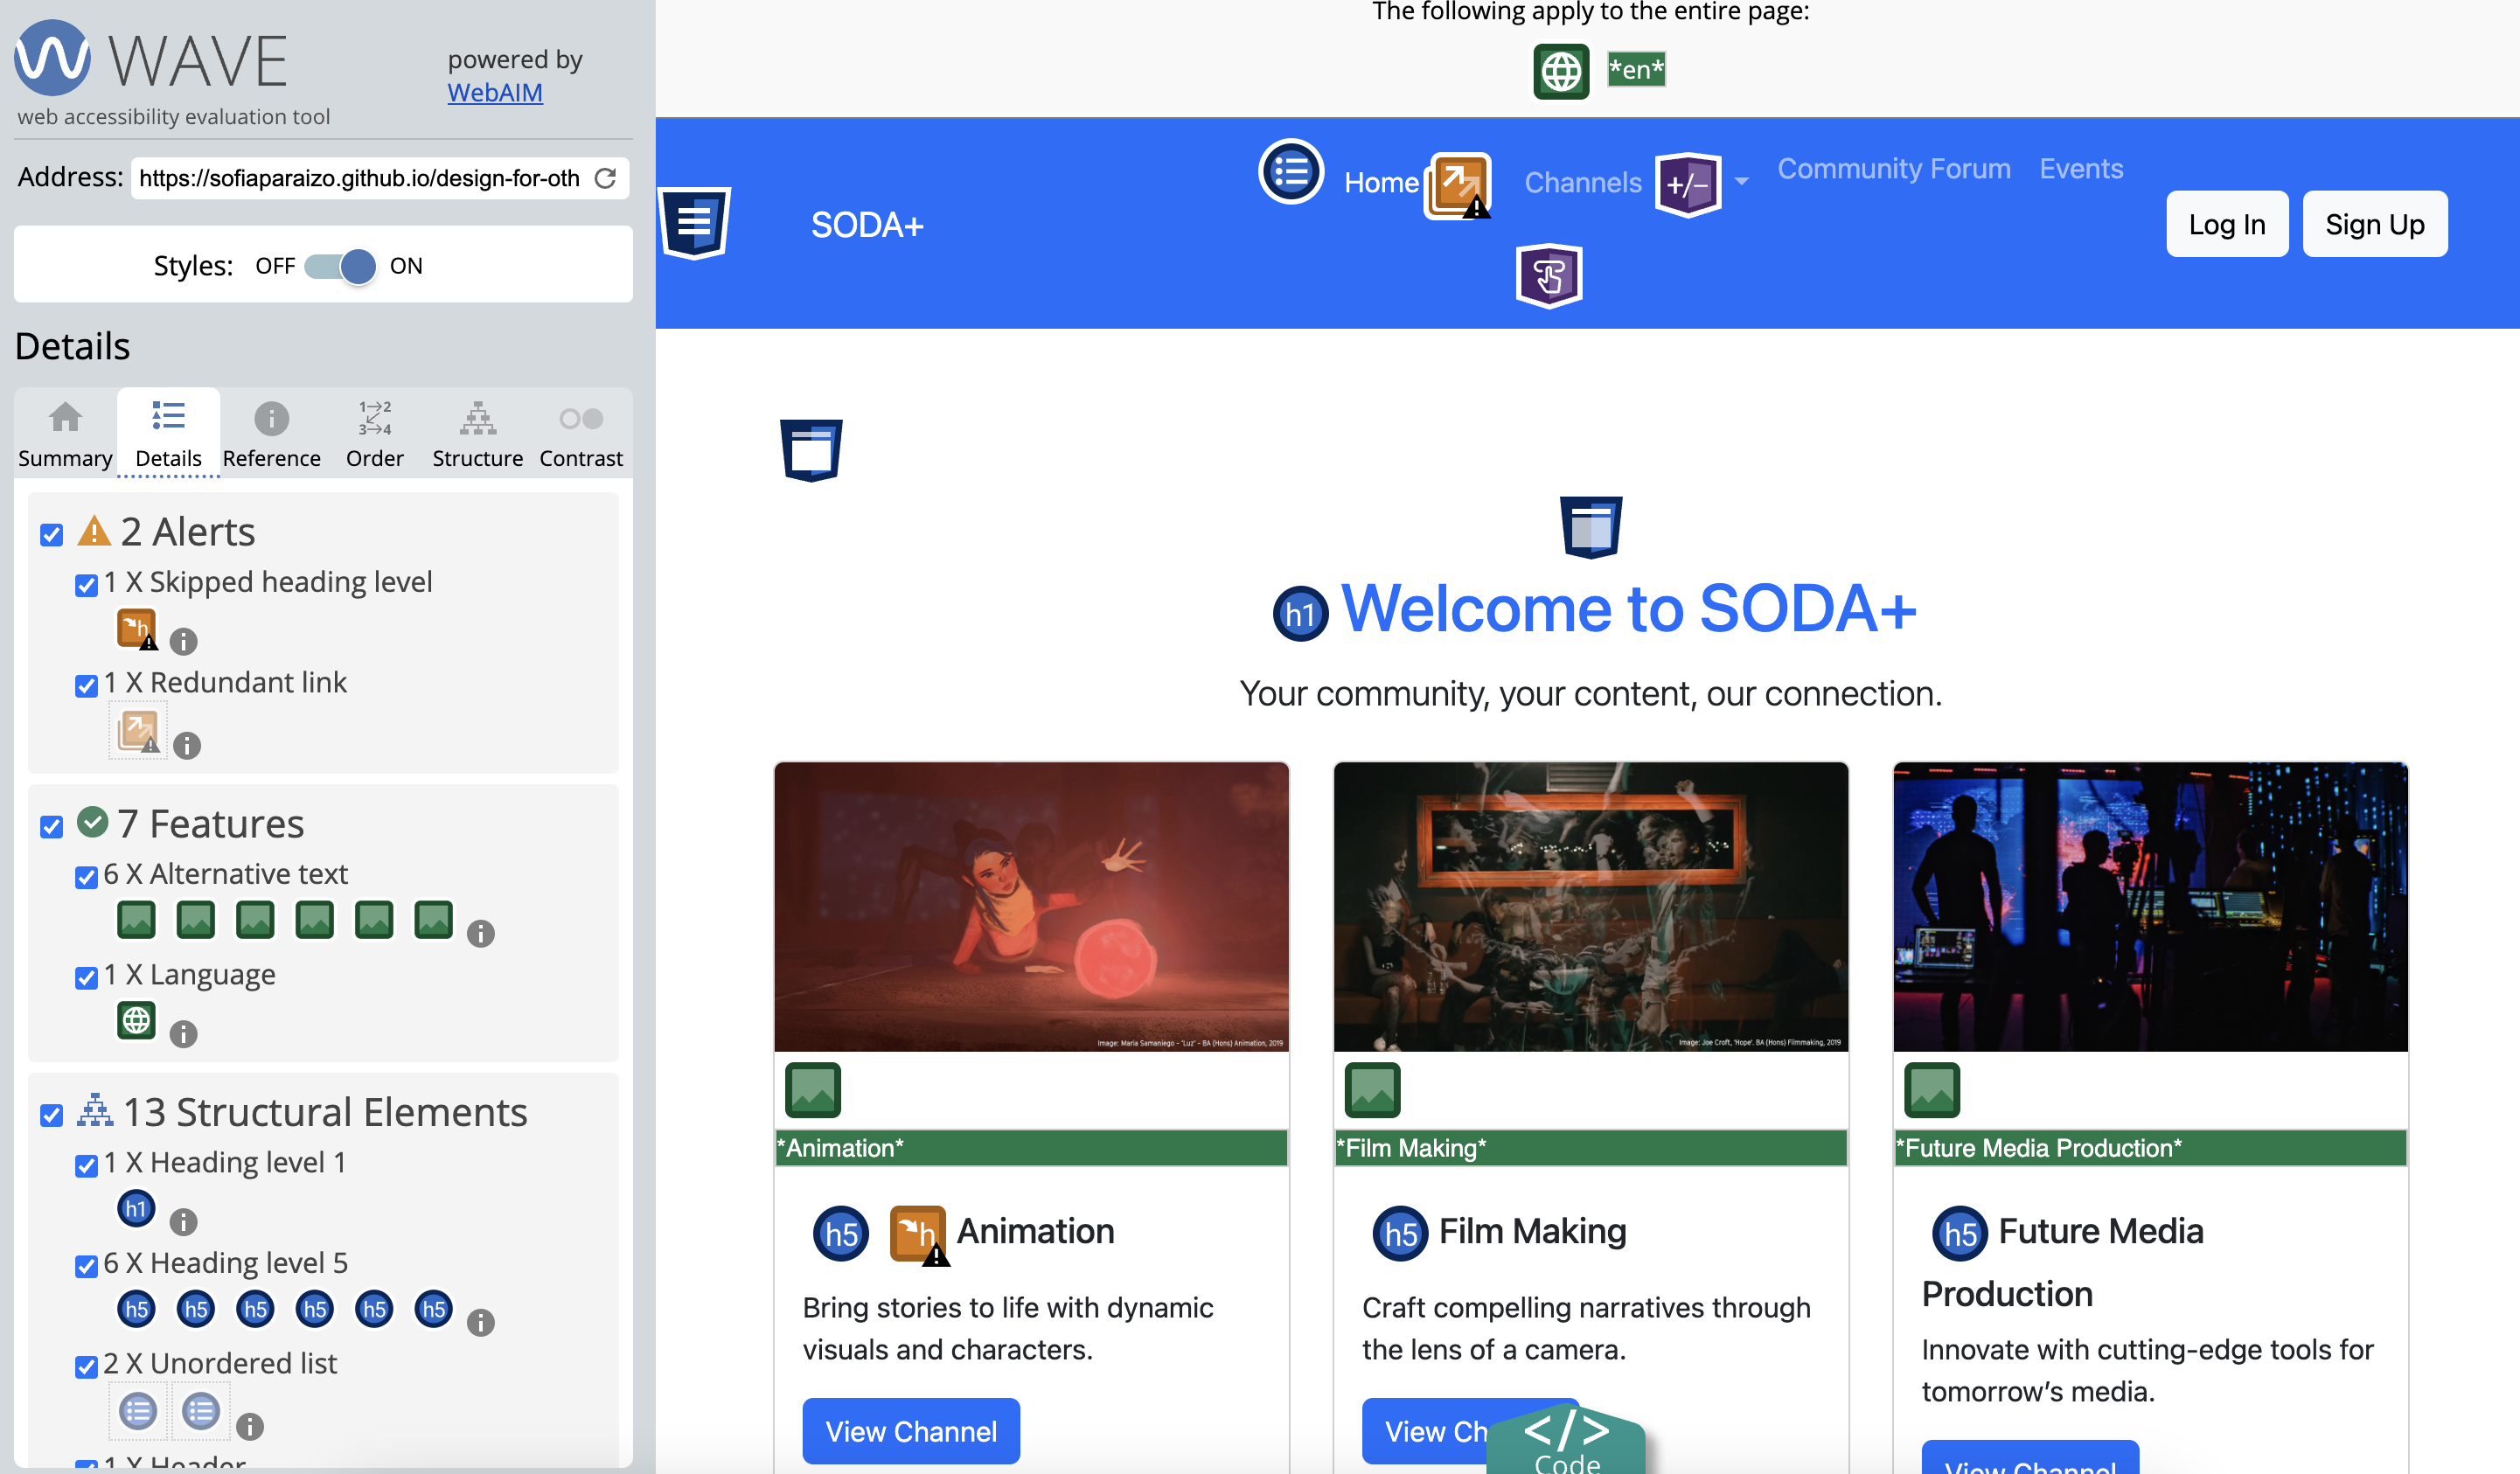 WAVE
web accessibility evaluation tool
powered by
WebAIM
Address: https://sofiaparaizo.github.io/design-for-oth
Styles: OFF ON
Details
Summary Details Reference Order Structure Contrast
2 Alerts
1 X Skipped heading level
h
1 X Redundant link
7 Features
6 X Alternative text
1 X Language
13 Structural Elements
1 X Heading level 1
h1
6 X Heading level 5
h5 h5 h5 h5 h5 h5
2 X Unordered list
1 X Header
The following apply to the entire page:
*en*
SODA+
Home Channels +/− Community Forum Events
Log In Sign Up
h1 Welcome to SODA+
Your community, your content, our connection.
Image: Maria Samaniego - 'Luz' - BA (Hons) Animation, 2019
*Animation*
h5 h Animation
Bring stories to life with dynamic
visuals and characters.
View Channel
Image: Joe Croft, 'Hope'. BA (Hons) Filmmaking, 2019
*Film Making*
h5 Film Making
Craft compelling narratives through
the lens of a camera.
View Ch
</>
Code
*Future Media Production*
h5 Future Media
Production
Innovate with cutting-edge tools for
tomorrow’s media.
View Channel